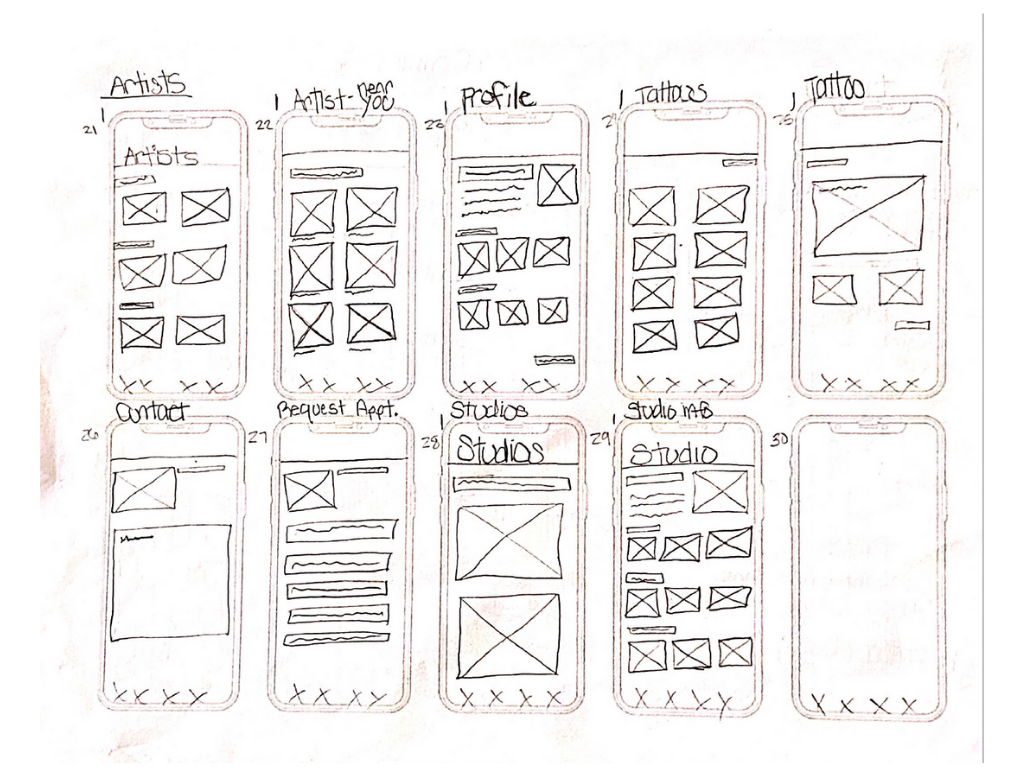 Artists
Artist- near you
Profile
Tattoos
Tattoo
21
22
23
25
Artists
Contact
Request Appt.
Studios
Studio info
26
27
28
29
30
Studios
Studio